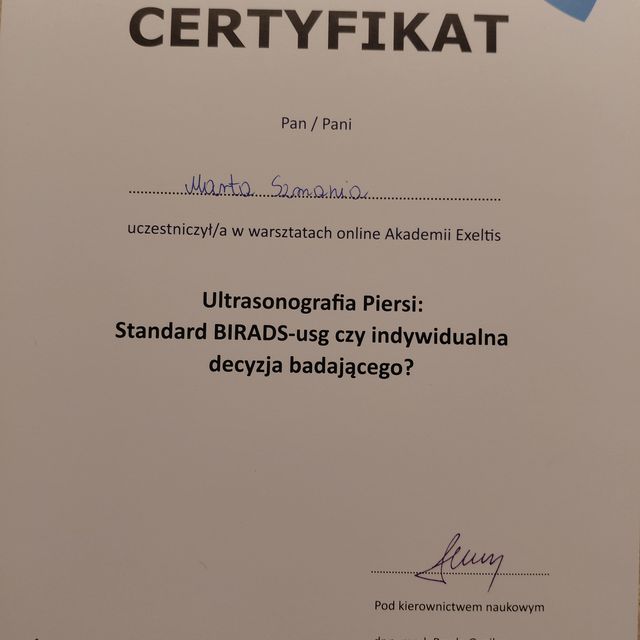 CERTYFIKAT
Pan / Pani
Marta Szmania
uczestniczył/a w warsztatach online Akademii Exeltis
Ultrasonografia Piersi:
Standard BIRADS-usg czy indywidualna
decyzja badającego?
Pod kierownictwem naukowym